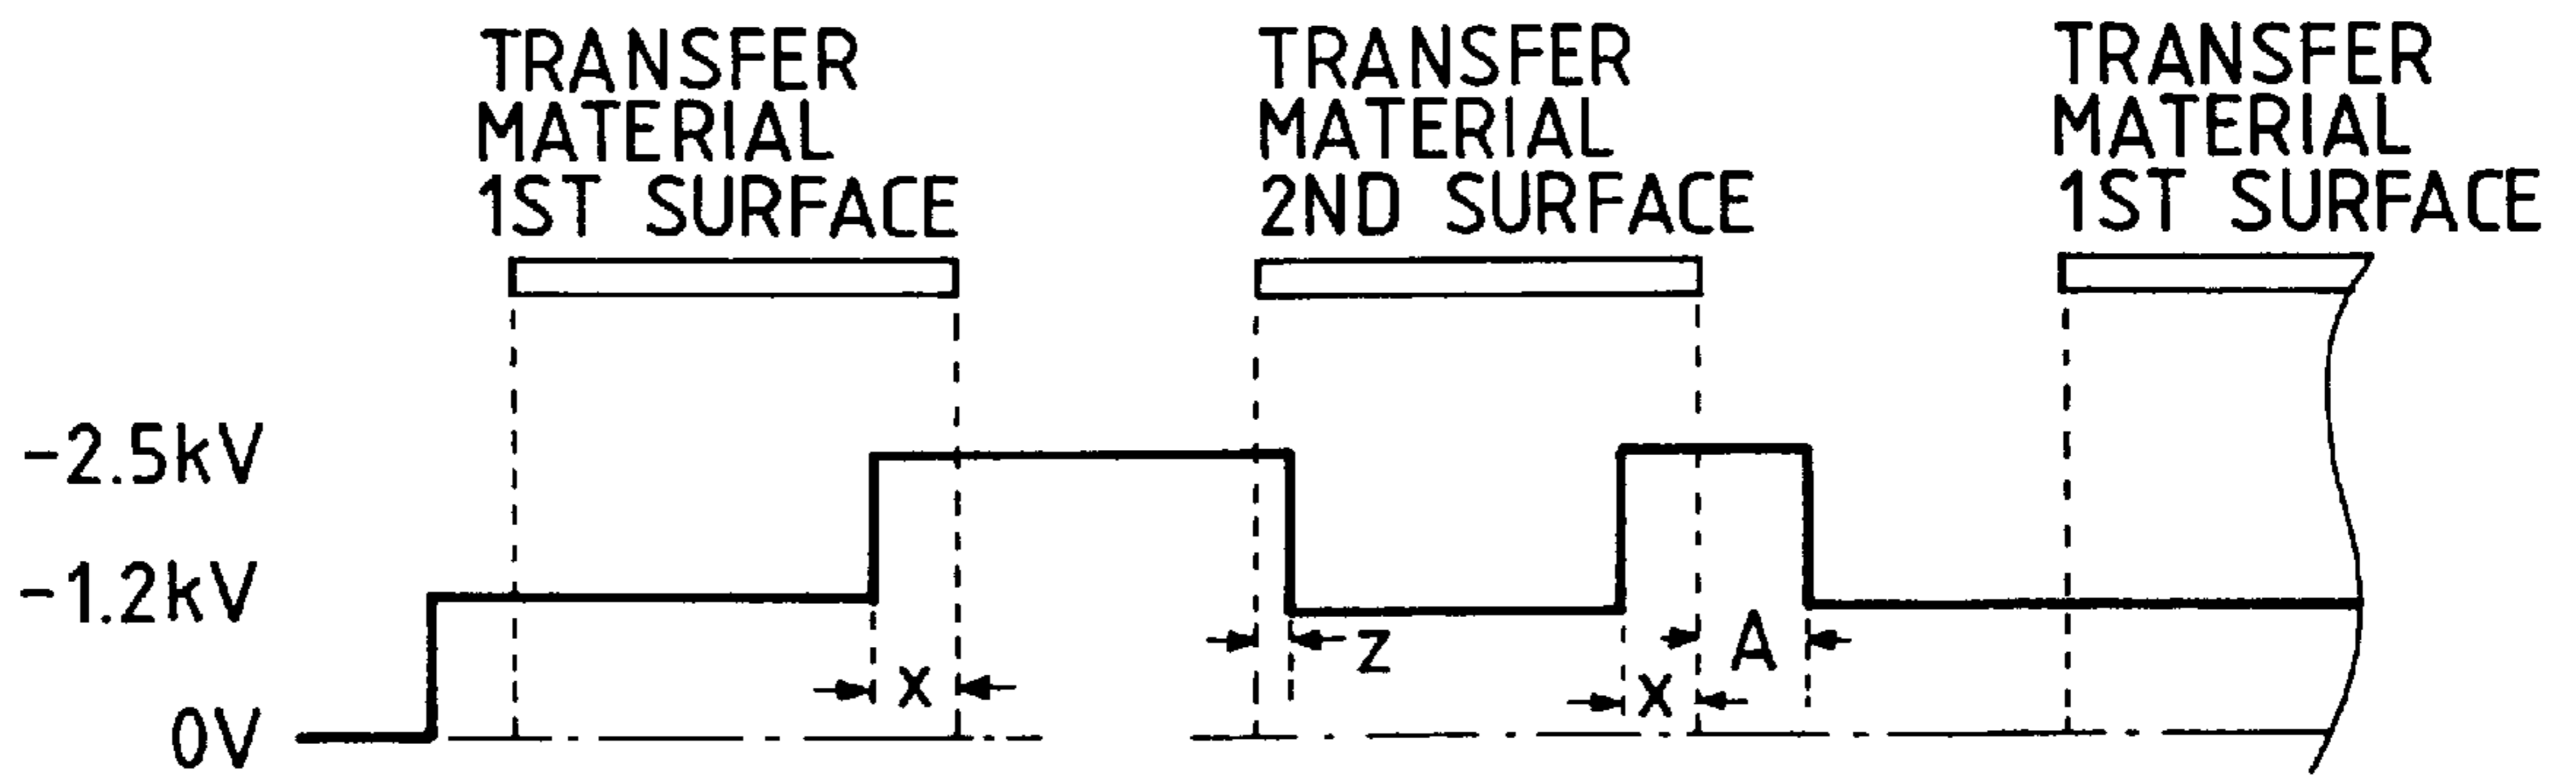 TRANSFER
MATERIAL
1ST SURFACE
TRANSFER
MATERIAL
2ND SURFACE
TRANSFER
MATERIAL
1ST SURFACE
-2.5kV
-1.2kV
0V
x
z
x
A